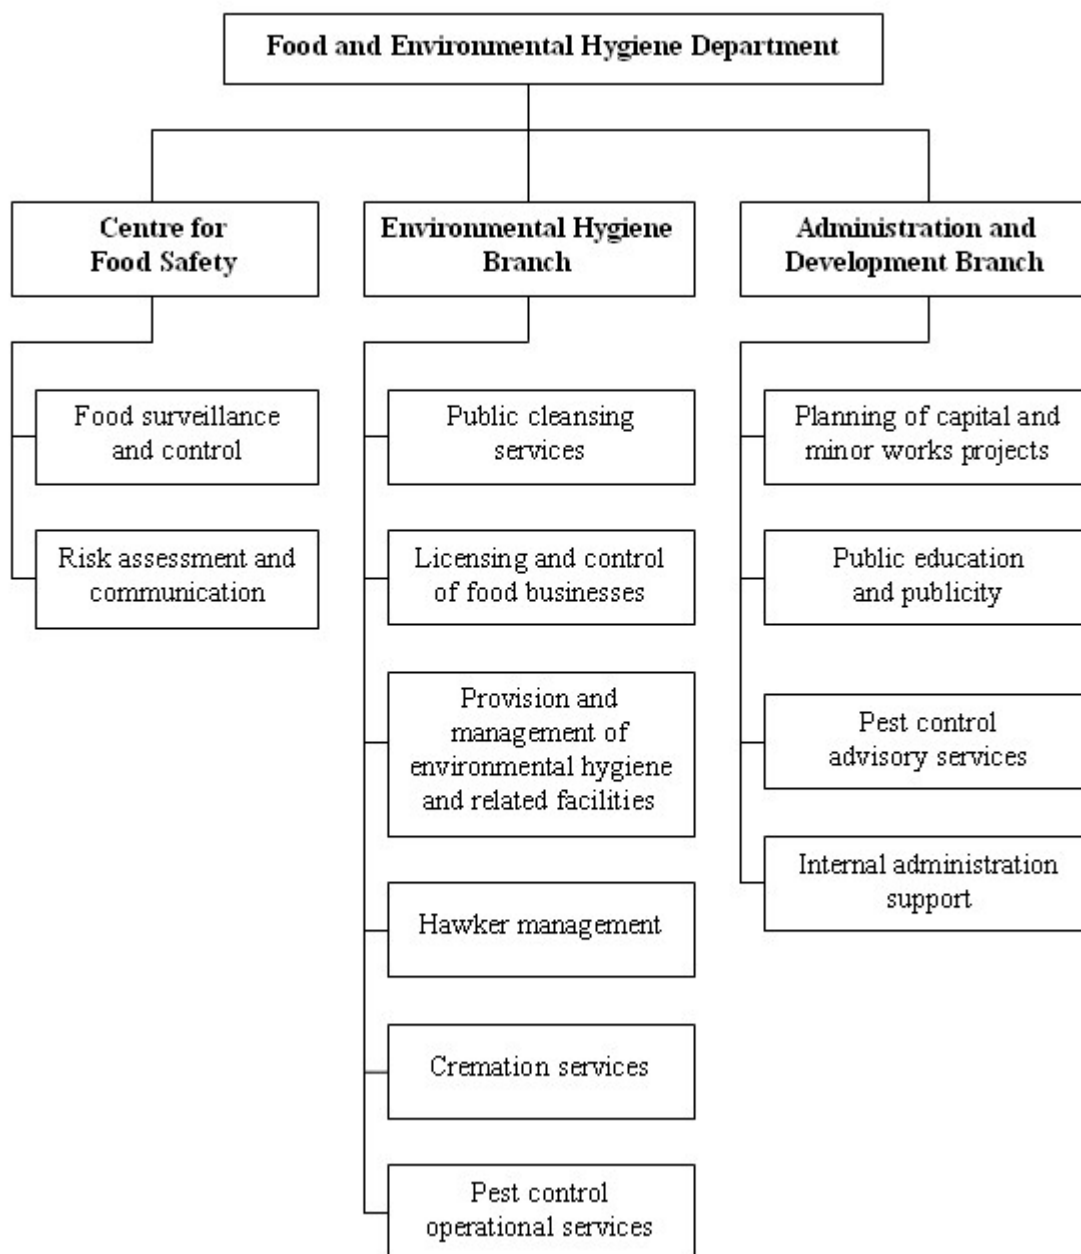 Food and Environmental Hygiene Department
Centre for
Food Safety
Food surveillance
and control
Risk assessment and
communication
Environmental Hygiene
Branch
Public cleansing
services
Licensing and control
of food businesses
Provision and
management of
environmental hygiene
and related facilities
Hawker management
Cremation services
Pest control
operational services
Administration and
Development Branch
Planning of capital and
minor works projects
Public education
and publicity
Pest control
advisory services
Internal administration
support